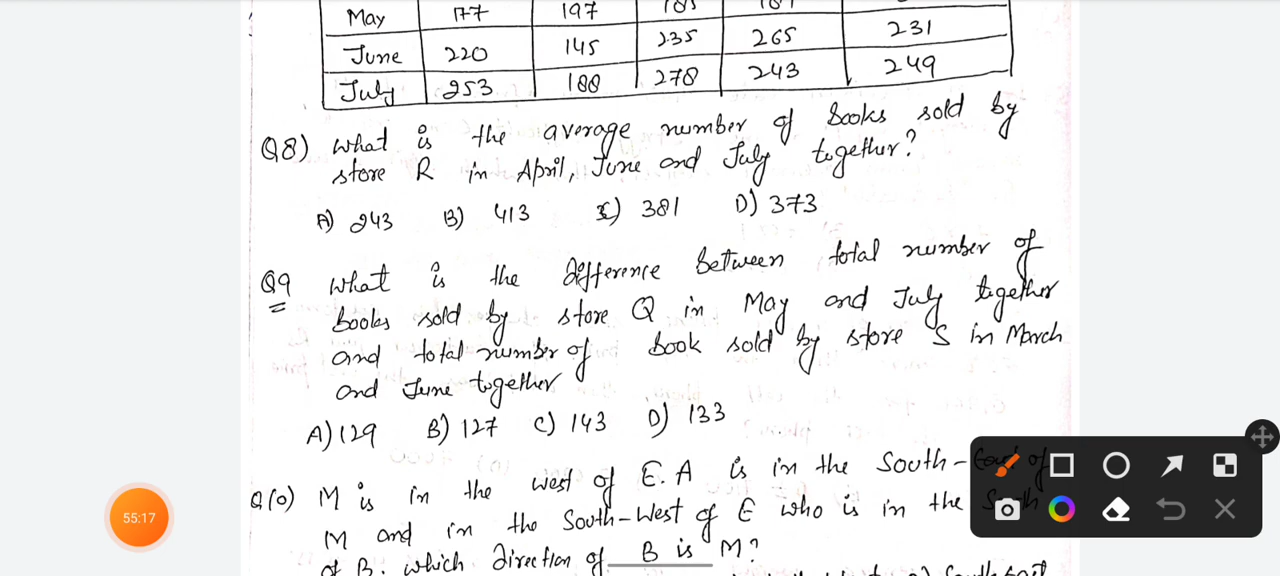 May 177 197 185
June 220 145 235 265 231
July 253 188 278 243 249
Q8) What is the average number of Books sold by
store R in April, June and July together?
A) 243 B) 413 C) 381 D) 373
Q9 What is the difference between total number of
books sold by store Q in May and July together
and total number of book sold by store S in March
and June together
A) 129 B) 127 C) 143 D) 133
Q10) M is in the west of E. A is in the South-East of
M and in the South-West of E who is in the South
of B. which direction of B is M?
55:17